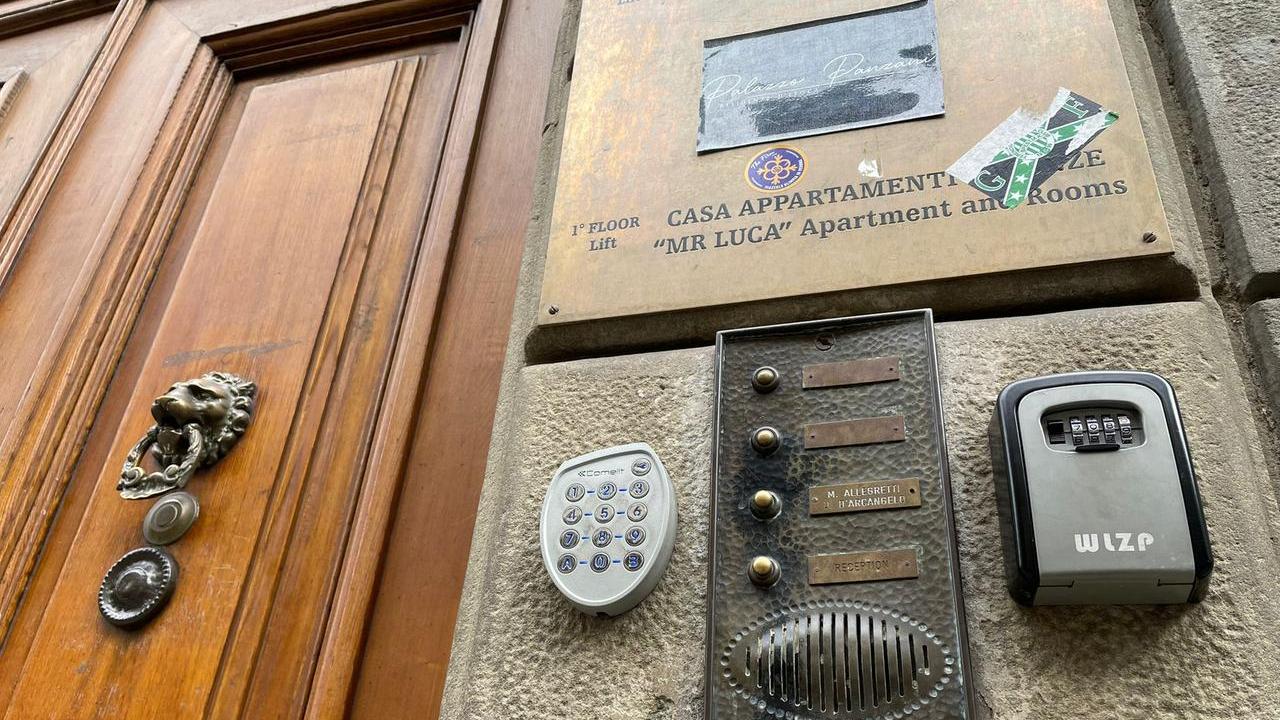 Palazzo Ranzani
1° FLOOR
Lift
CASA APPARTAMENTI
"MR LUCA" Apartment and Rooms
Comelit
1 2 3
4 5 6
7 8 9
A 0 B
M. ALLEGRETTI
D'ARCANGELO
RECEPTION
WLZP